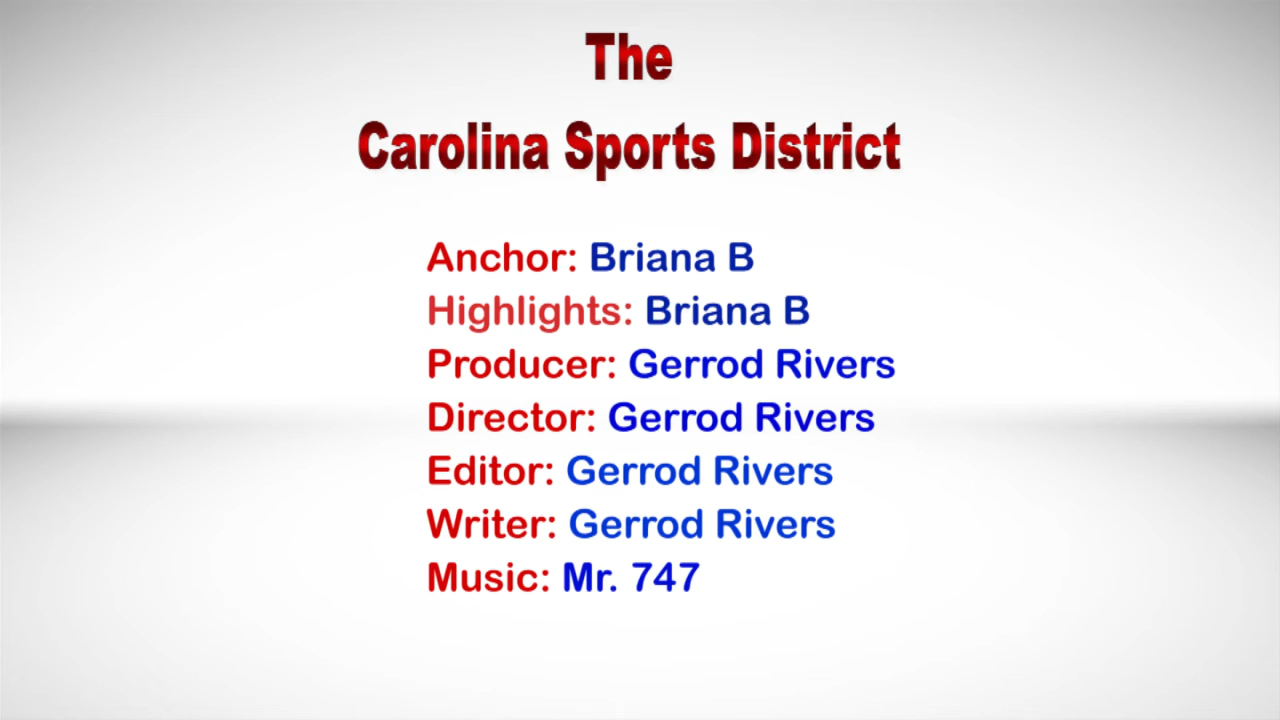 The
Carolina Sports District
Anchor: Briana B
Highlights: Briana B
Producer: Gerrod Rivers
Director: Gerrod Rivers
Editor: Gerrod Rivers
Writer: Gerrod Rivers
Music: Mr. 747